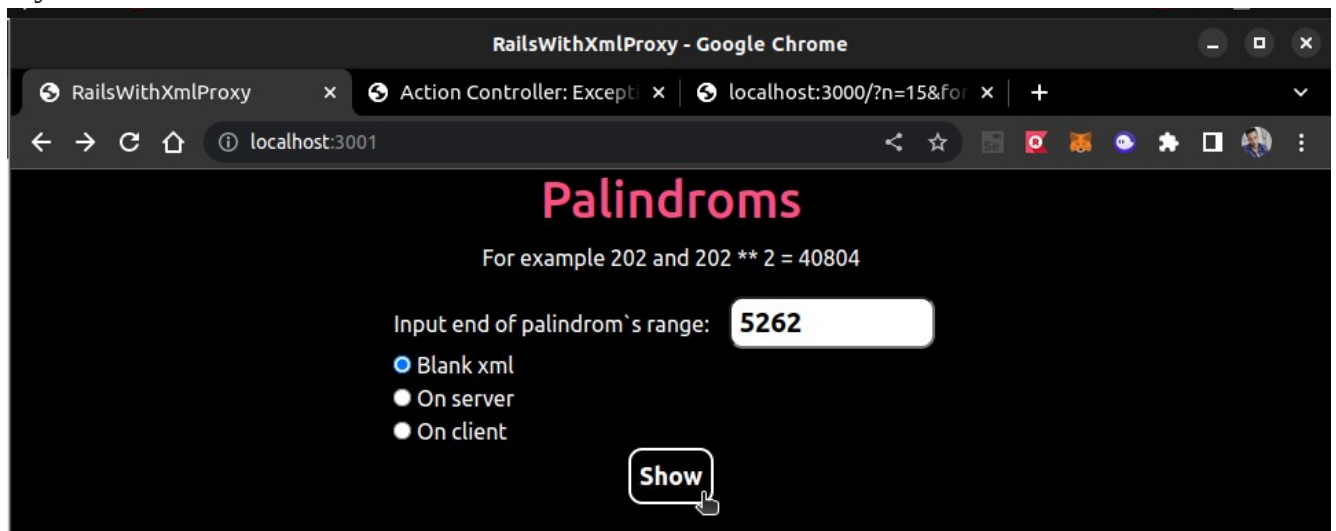 RailsWithXmlProxy - Google Chrome
RailsWithXmlProxy Action Controller: Excepti localhost:3000/?n=15&for
localhost:3001
Palindroms
For example 202 and 202 ** 2 = 40804
Input end of palindrom`s range: 5262
Blank xml
On server
On client
Show